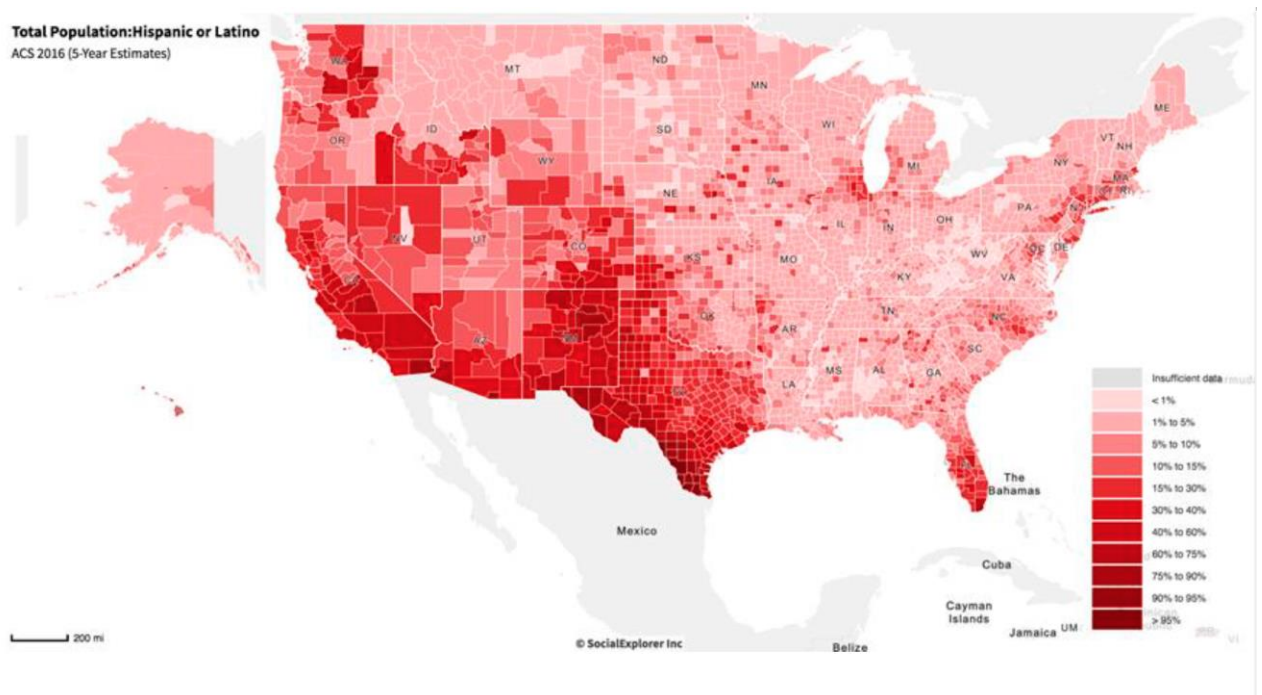 Total Population:Hispanic or Latino
ACS 2016 (5-Year Estimates)
WA
MT
ND
MN
ME
OR
ID
SD
WI
MI
VT
NH
NY
MA
RI
WY
IA
NE
PA
NJ
NV
UT
CO
IL
IN
OH
DC
DE
KS
MO
WV
VA
KY
AZ
OK
AR
TN
NC
SC
MS
AL
GA
LA
Insufficient data
< 1%
1% to 5%
5% to 10%
10% to 15%
15% to 30%
30% to 40%
40% to 60%
60% to 75%
75% to 90%
90% to 95%
> 95%
The
Bahamas
Mexico
Cuba
Cayman
Islands
Jamaica
UM
VI
Belize
200 mi
© SocialExplorer Inc